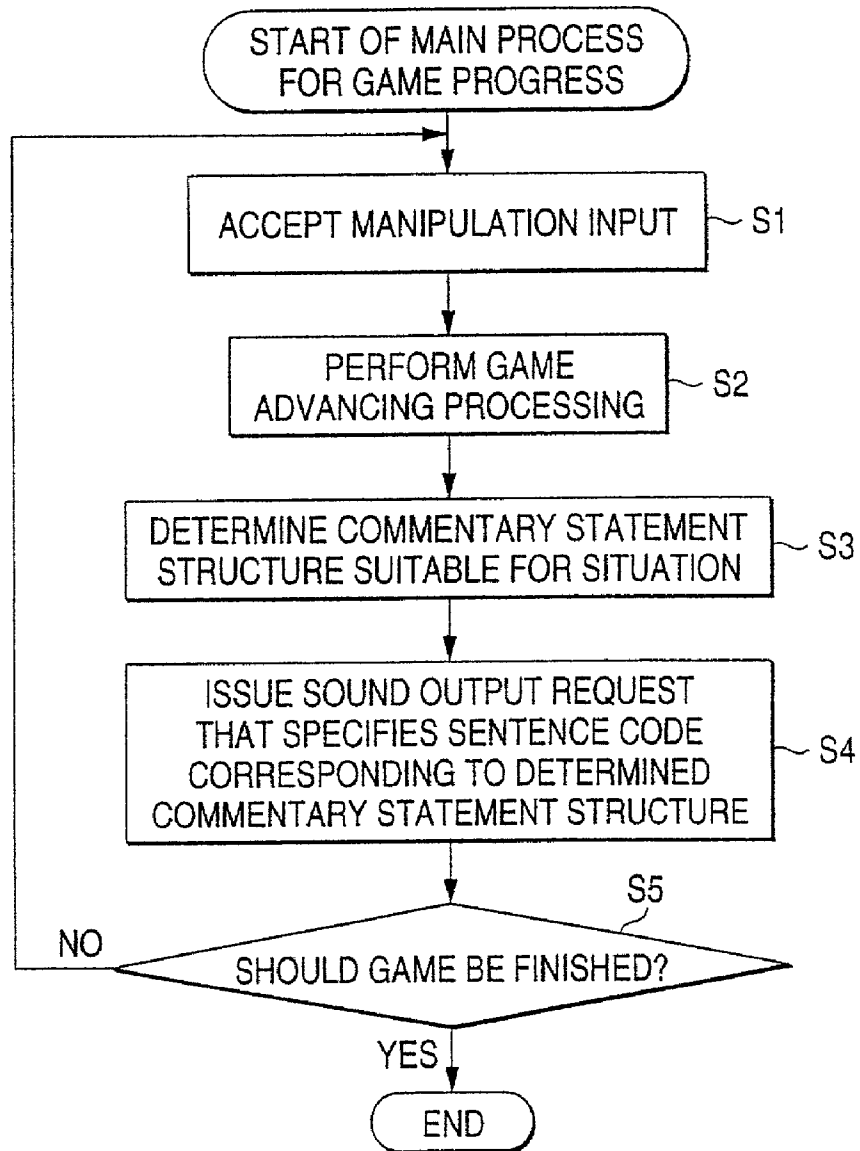 START OF MAIN PROCESS
FOR GAME PROGRESS
ACCEPT MANIPULATION INPUT
S1
PERFORM GAME
ADVANCING PROCESSING
S2
DETERMINE COMMENTARY STATEMENT
STRUCTURE SUITABLE FOR SITUATION
S3
ISSUE SOUND OUTPUT REQUEST
THAT SPECIFIES SENTENCE CODE
CORRESPONDING TO DETERMINED
COMMENTARY STATEMENT STRUCTURE
S4
S5
NO
SHOULD GAME BE FINISHED?
YES
END